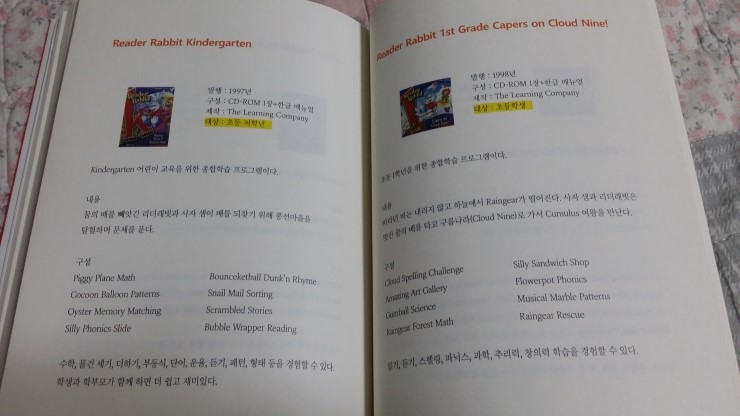 Reader Rabbit Kindergarten
발행 : 1997년
구성 : CD-ROM 1장+한글 매뉴얼
제작 : The Learning Company
대상 : 초등 저학년
Kindergarten 어린이 교육을 위한 종합학습 프로그램이다.
내용
꿈의 배를 빼앗긴 리더래빗과 사자 샘이 배를 되찾기 위해 풍선마을을
탐험하며 문제를 푼다.
구성
Piggy Plane Math
Bounceketball Dunk'n Rhyme
Cocoon Balloon Patterns
Snail Mail Sorting
Oyster Memory Matching
Scrambled Stories
Silly Phonics Slide
Bubble Wrapper Reading
수학, 물건 세기, 더하기, 부등식, 단어, 운율, 듣기, 패턴, 형태 등을 경험할 수 있다.
학생과 학부모가 함께 하면 더 쉽고 재미있다.
Reader Rabbit 1st Grade Capers on Cloud Nine!
발행 : 1998년
구성 : CD-ROM 1장+한글 매뉴얼
제작 : The Learning Company
대상 : 초등학생
초등 1학년을 위한 종합학습 프로그램이다.
내용
바라던 비는 내리지 않고 하늘에서 Raingear가 떨어진다. 사자 샘과 리더래빗은
멋진 꿈의 배를 타고 구름나라(Cloud Nine)로 가서 Cumulus 여왕을 만난다.
구성
Cloud Spelling Challenge
Silly Sandwich Shop
Amazing Art Gallery
Flowerpot Phonics
Gumball Science
Musical Marble Patterns
Raingear Forest Math
Raingear Rescue
읽기, 듣기, 스펠링, 파닉스, 과학, 추리력, 창의력 학습을 경험할 수 있다.